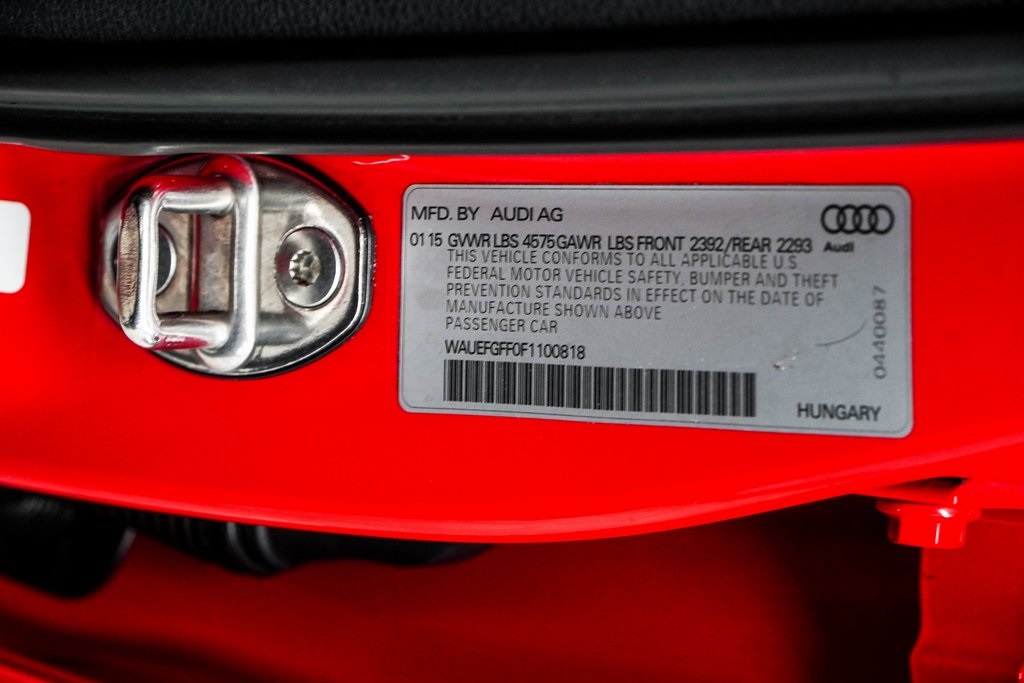 MFD. BY AUDI AG
Audi
01 15 GVWR LBS 4575 GAWR LBS FRONT 2392/REAR 2293
THIS VEHICLE CONFORMS TO ALL APPLICABLE U.S.
FEDERAL MOTOR VEHICLE SAFETY, BUMPER AND THEFT
PREVENTION STANDARDS IN EFFECT ON THE DATE OF
MANUFACTURE SHOWN ABOVE
PASSENGER CAR
WAUEFGFF0F1100818
0440087
HUNGARY